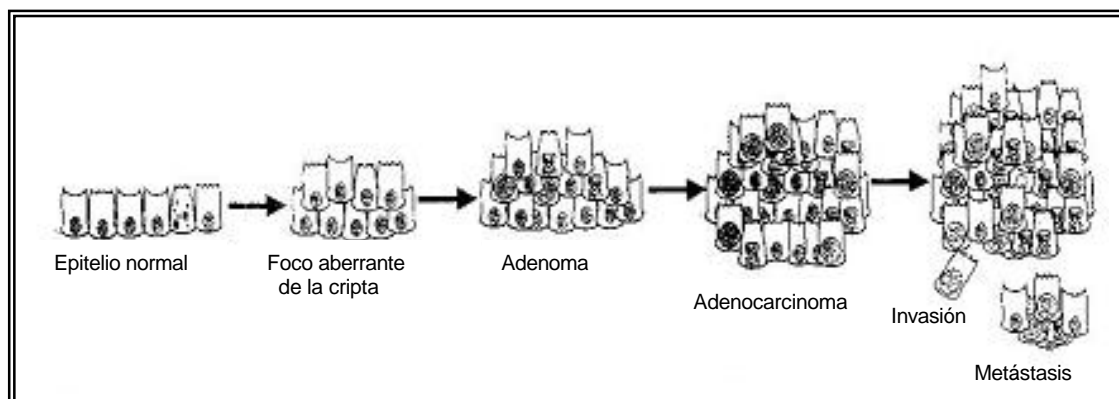 Epitelio normal
Foco aberrante
de la cripta
Adenoma
Adenocarcinoma
Invasión
Metástasis